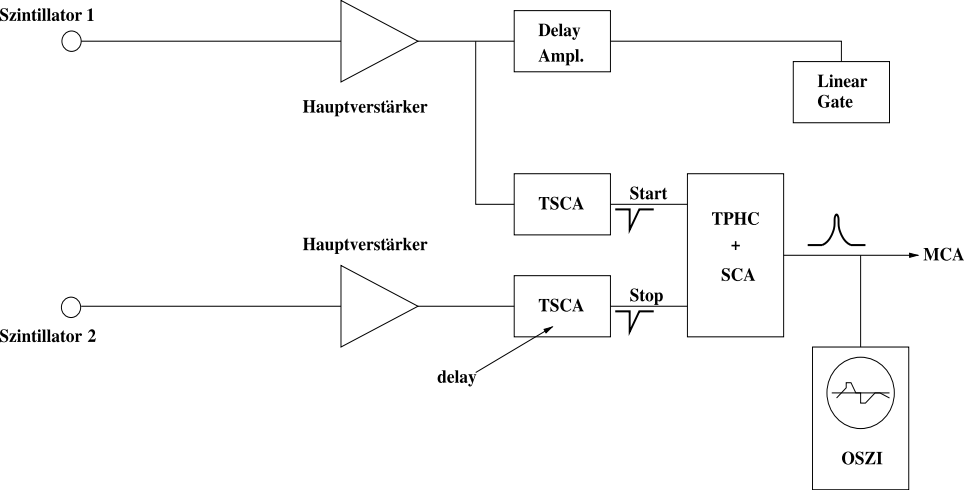 Szintillator 1
Delay
Ampl.
Linear
Gate
Hauptverstärker
TSCA
Start
TPHC
+
SCA
MCA
Hauptverstärker
TSCA
Stop
Szintillator 2
delay
OSZI